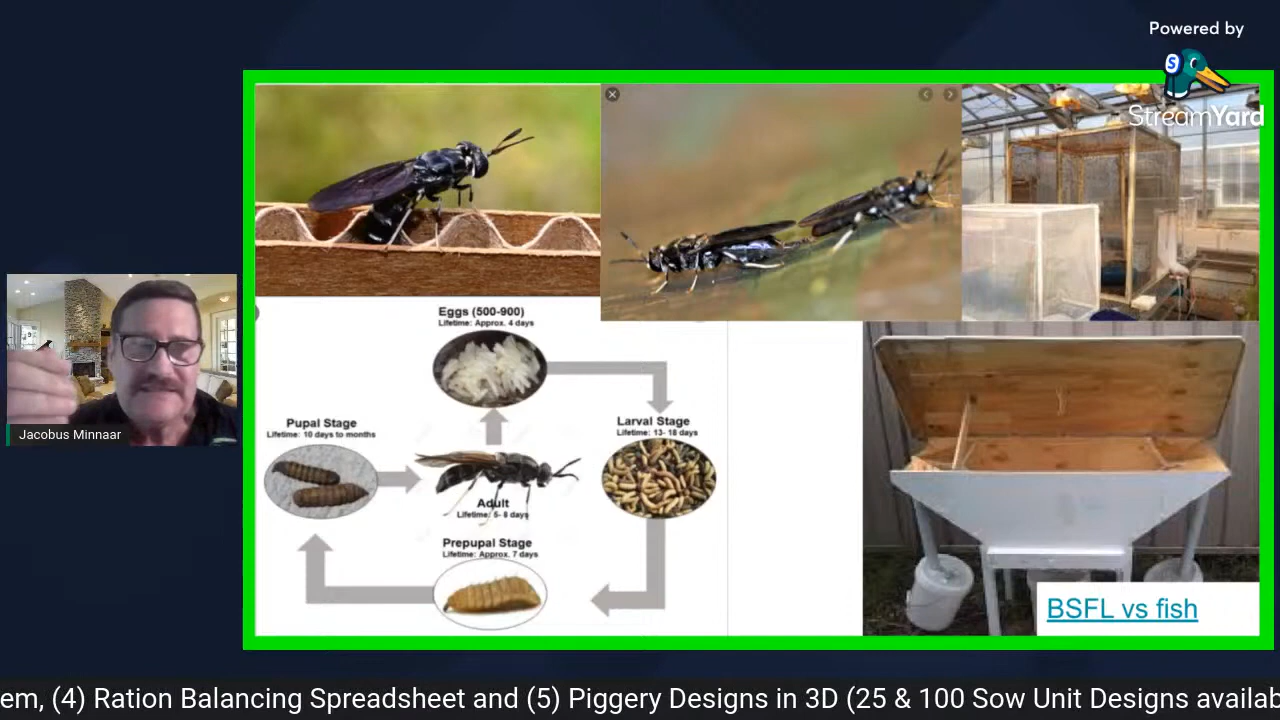 Powered by
S
StreamYard
Eggs (500-900)
Lifetime: Approx. 4 days
Pupal Stage
Lifetime: 10 days to months
Larval Stage
Lifetime: 13- 18 days
Adult
Lifetime: 5- 8 days
Prepupal Stage
Lifetime: Approx. 7 days
Jacobus Minnaar
BSFL vs fish
em, (4) Ration Balancing Spreadsheet and (5) Piggery Designs in 3D (25 & 100 Sow Unit Designs availab